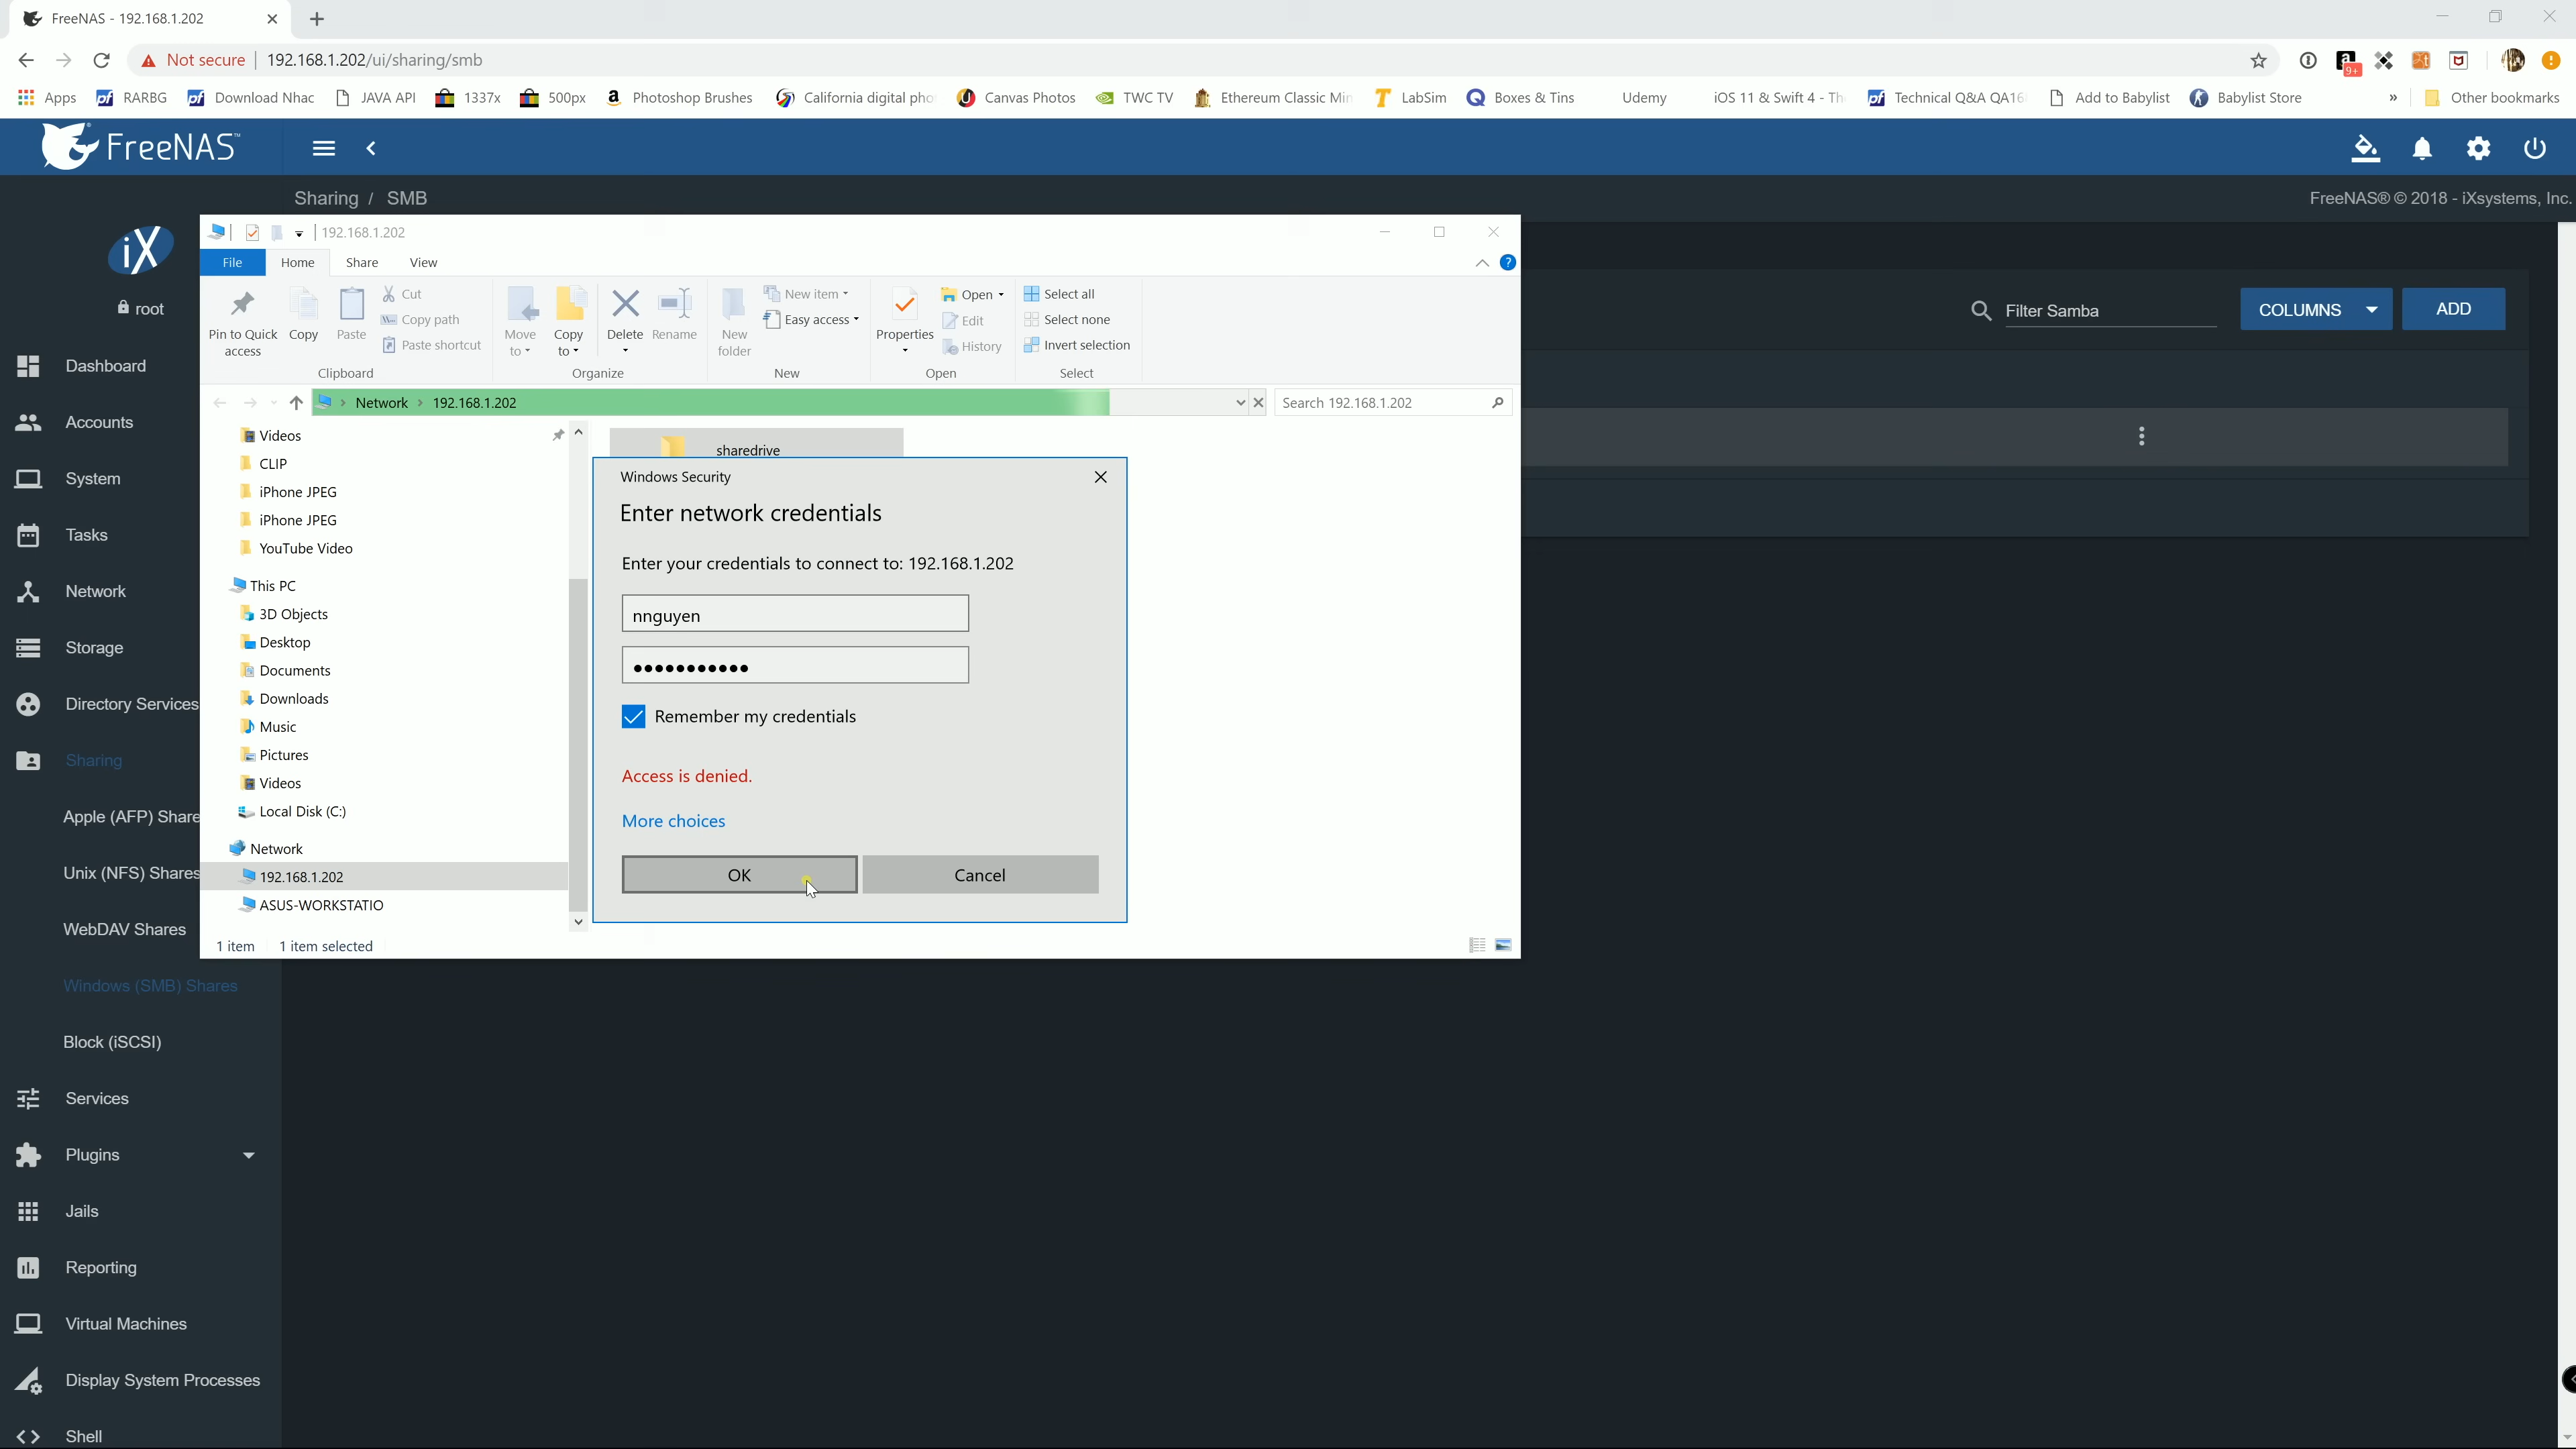 FreeNAS - 192.168.1.202
Not secure 192.168.1.202/ui/sharing/smb
9+
Apps RARBG Download Nhac JAVA API 1337x 500px Photoshop Brushes California digital pho Canvas Photos TWC TV Ethereum Classic Min LabSim Boxes & Tins Udemy iOS 11 & Swift 4 - Th Technical Q&A QA16 Add to Babylist Babylist Store » Other bookmarks
FreeNAS™
Sharing / SMB
FreeNAS® © 2018 - iXsystems, Inc.
iX
root
Dashboard
Accounts
System
Tasks
Network
Storage
Directory Services
Sharing
Apple (AFP) Share
Unix (NFS) Shares
WebDAV Shares
Windows (SMB) Shares
Block (iSCSI)
Services
Plugins
Jails
Reporting
Virtual Machines
Display System Processes
Shell
Filter Samba
COLUMNS
ADD
192.168.1.202
File Home Share View
Pin to Quick access
Copy
Paste
Cut
Copy path
Paste shortcut
Clipboard
Move to
Copy to
Delete
Rename
Organize
New folder
New item
Easy access
New
Properties
Open
Edit
History
Open
Select all
Select none
Invert selection
Select
Network > 192.168.1.202
Search 192.168.1.202
Videos
CLIP
iPhone JPEG
iPhone JPEG
YouTube Video
This PC
3D Objects
Desktop
Documents
Downloads
Music
Pictures
Videos
Local Disk (C:)
Network
192.168.1.202
ASUS-WORKSTATIO
1 item 1 item selected
sharedrive
Windows Security
Enter network credentials
Enter your credentials to connect to: 192.168.1.202
nnguyen
●●●●●●●●●●●
Remember my credentials
Access is denied.
More choices
OK
Cancel